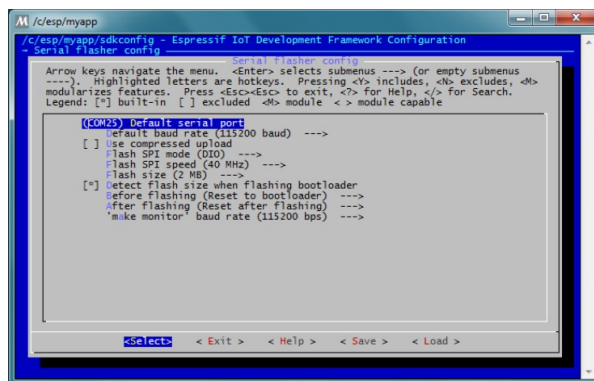 /c/esp/myapp
/c/esp/myapp/sdkconfig - Espressif IoT Development Framework Configuration
→ Serial flasher config
Serial flasher config
Arrow keys navigate the menu. <Enter> selects submenus ---> (or empty submenus
----). Highlighted letters are hotkeys. Pressing <Y> includes, <N> excludes, <M>
modularizes features. Press <Esc><Esc> to exit, <?> for Help, </> for Search.
Legend: [*] built-in [ ] excluded <M> module < > module capable
(COM25) Default serial port
Default baud rate (115200 baud) --->
[ ] Use compressed upload
Flash SPI mode (DIO) --->
Flash SPI speed (40 MHz) --->
Flash size (2 MB) --->
[*] Detect flash size when flashing bootloader
Before flashing (Reset to bootloader) --->
After flashing (Reset after flashing) --->
'make monitor' baud rate (115200 bps) --->
<Select> < Exit > < Help > < Save > < Load >